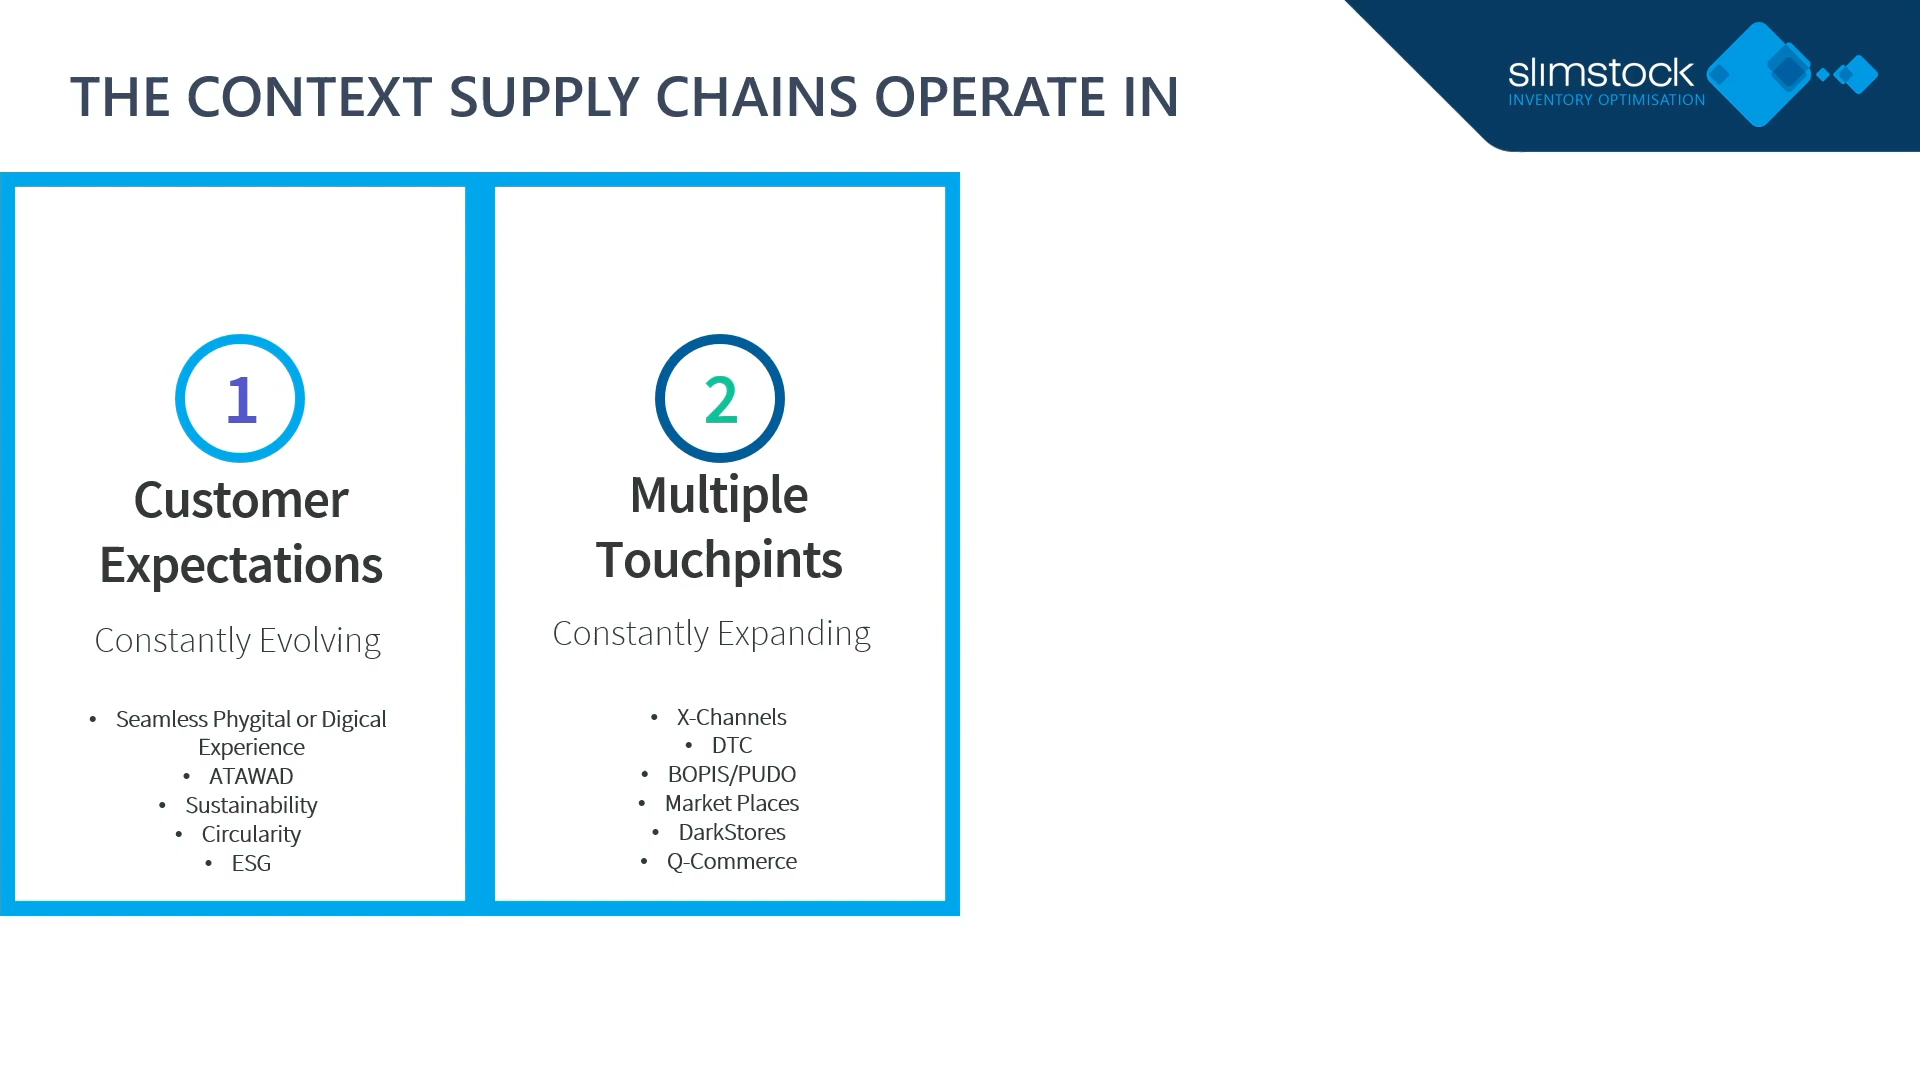 THE CONTEXT SUPPLY CHAINS OPERATE IN
slimstock
INVENTORY OPTIMISATION
1
Customer
Expectations
Constantly Evolving
• Seamless Phygital or Digical
Experience
• ATAWAD
• Sustainability
• Circularity
• ESG
2
Multiple
Touchpints
Constantly Expanding
• X-Channels
• DTC
• BOPIS/PUDO
• Market Places
• DarkStores
• Q-Commerce